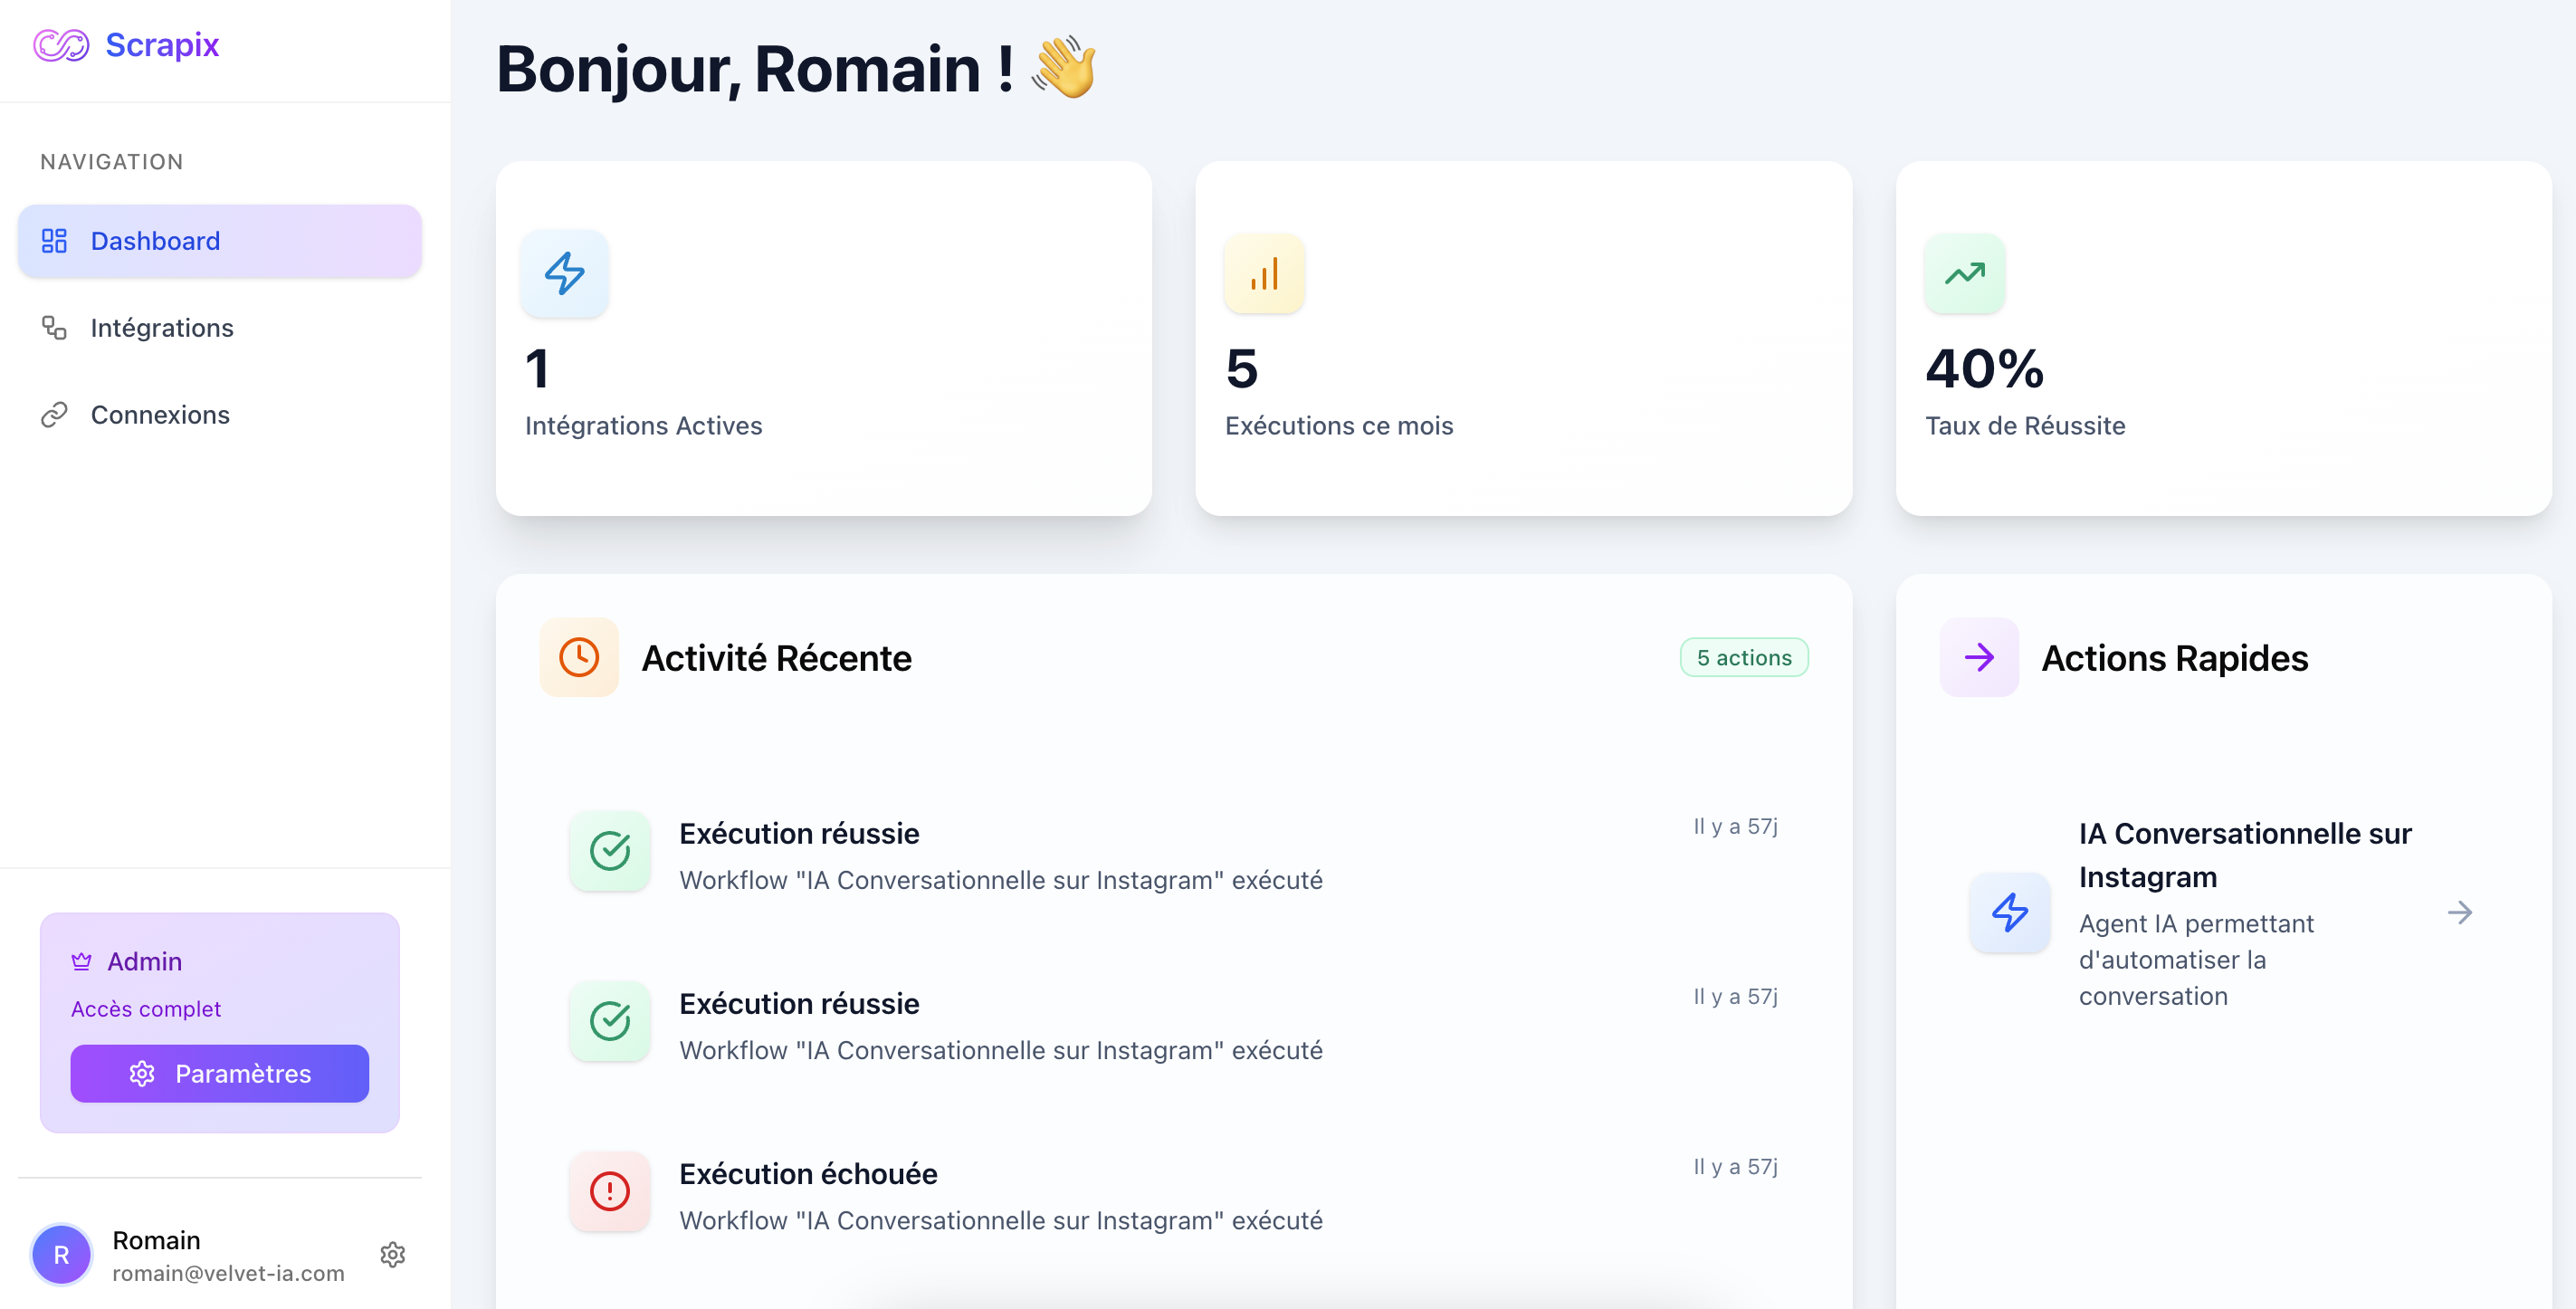 Scrapix
NAVIGATION
Dashboard
Intégrations
Connexions
Admin
Accès complet
Paramètres
R
Romain
romain@velvet-ia.com
Bonjour, Romain ! 👋
1
Intégrations Actives
5
Exécutions ce mois
40%
Taux de Réussite
Activité Récente
5 actions
Exécution réussie
Il y a 57j
Workflow "IA Conversationnelle sur Instagram" exécuté
Exécution réussie
Il y a 57j
Workflow "IA Conversationnelle sur Instagram" exécuté
Exécution échouée
Il y a 57j
Workflow "IA Conversationnelle sur Instagram" exécuté
Actions Rapides
IA Conversationnelle sur
Instagram
Agent IA permettant
d'automatiser la
conversation